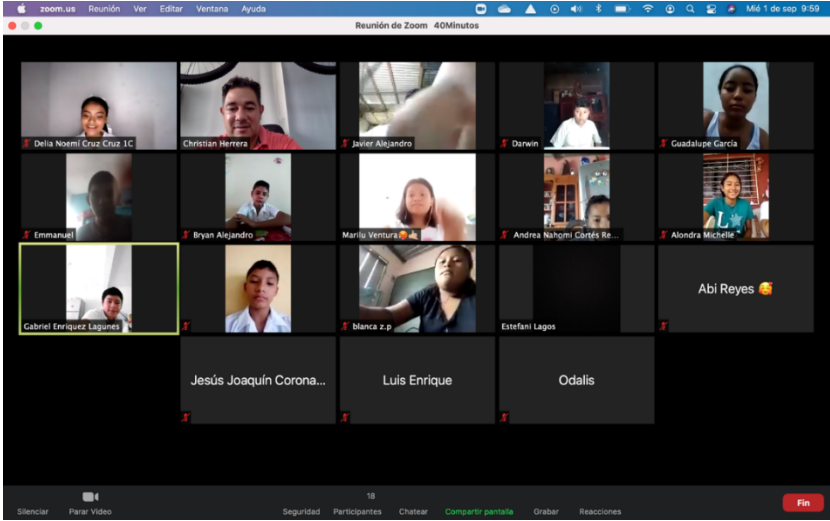 zoom.us Reunión Ver Editar Ventana Ayuda Mié 1 de sep 9:59
Reunión de Zoom 40Minutos
Delia Noemí Cruz Cruz 1C
Christian Herrera
Javier Alejandro
Darwin
Guadalupe García
Emmanuel
Bryan Alejandro
Marilu Ventura🥵🤙🏼
Andrea Nahomi Cortés Re...
Alondra Michelle
Gabriel Enriquez Lagunes
blanca z.p
Estefani Lagos
Abi Reyes 🥰
Jesús Joaquín Corona...
Luis Enrique
Odalis
18
Silenciar Parar Video Seguridad Participantes Chatear Compartir pantalla Grabar Reacciones Fin